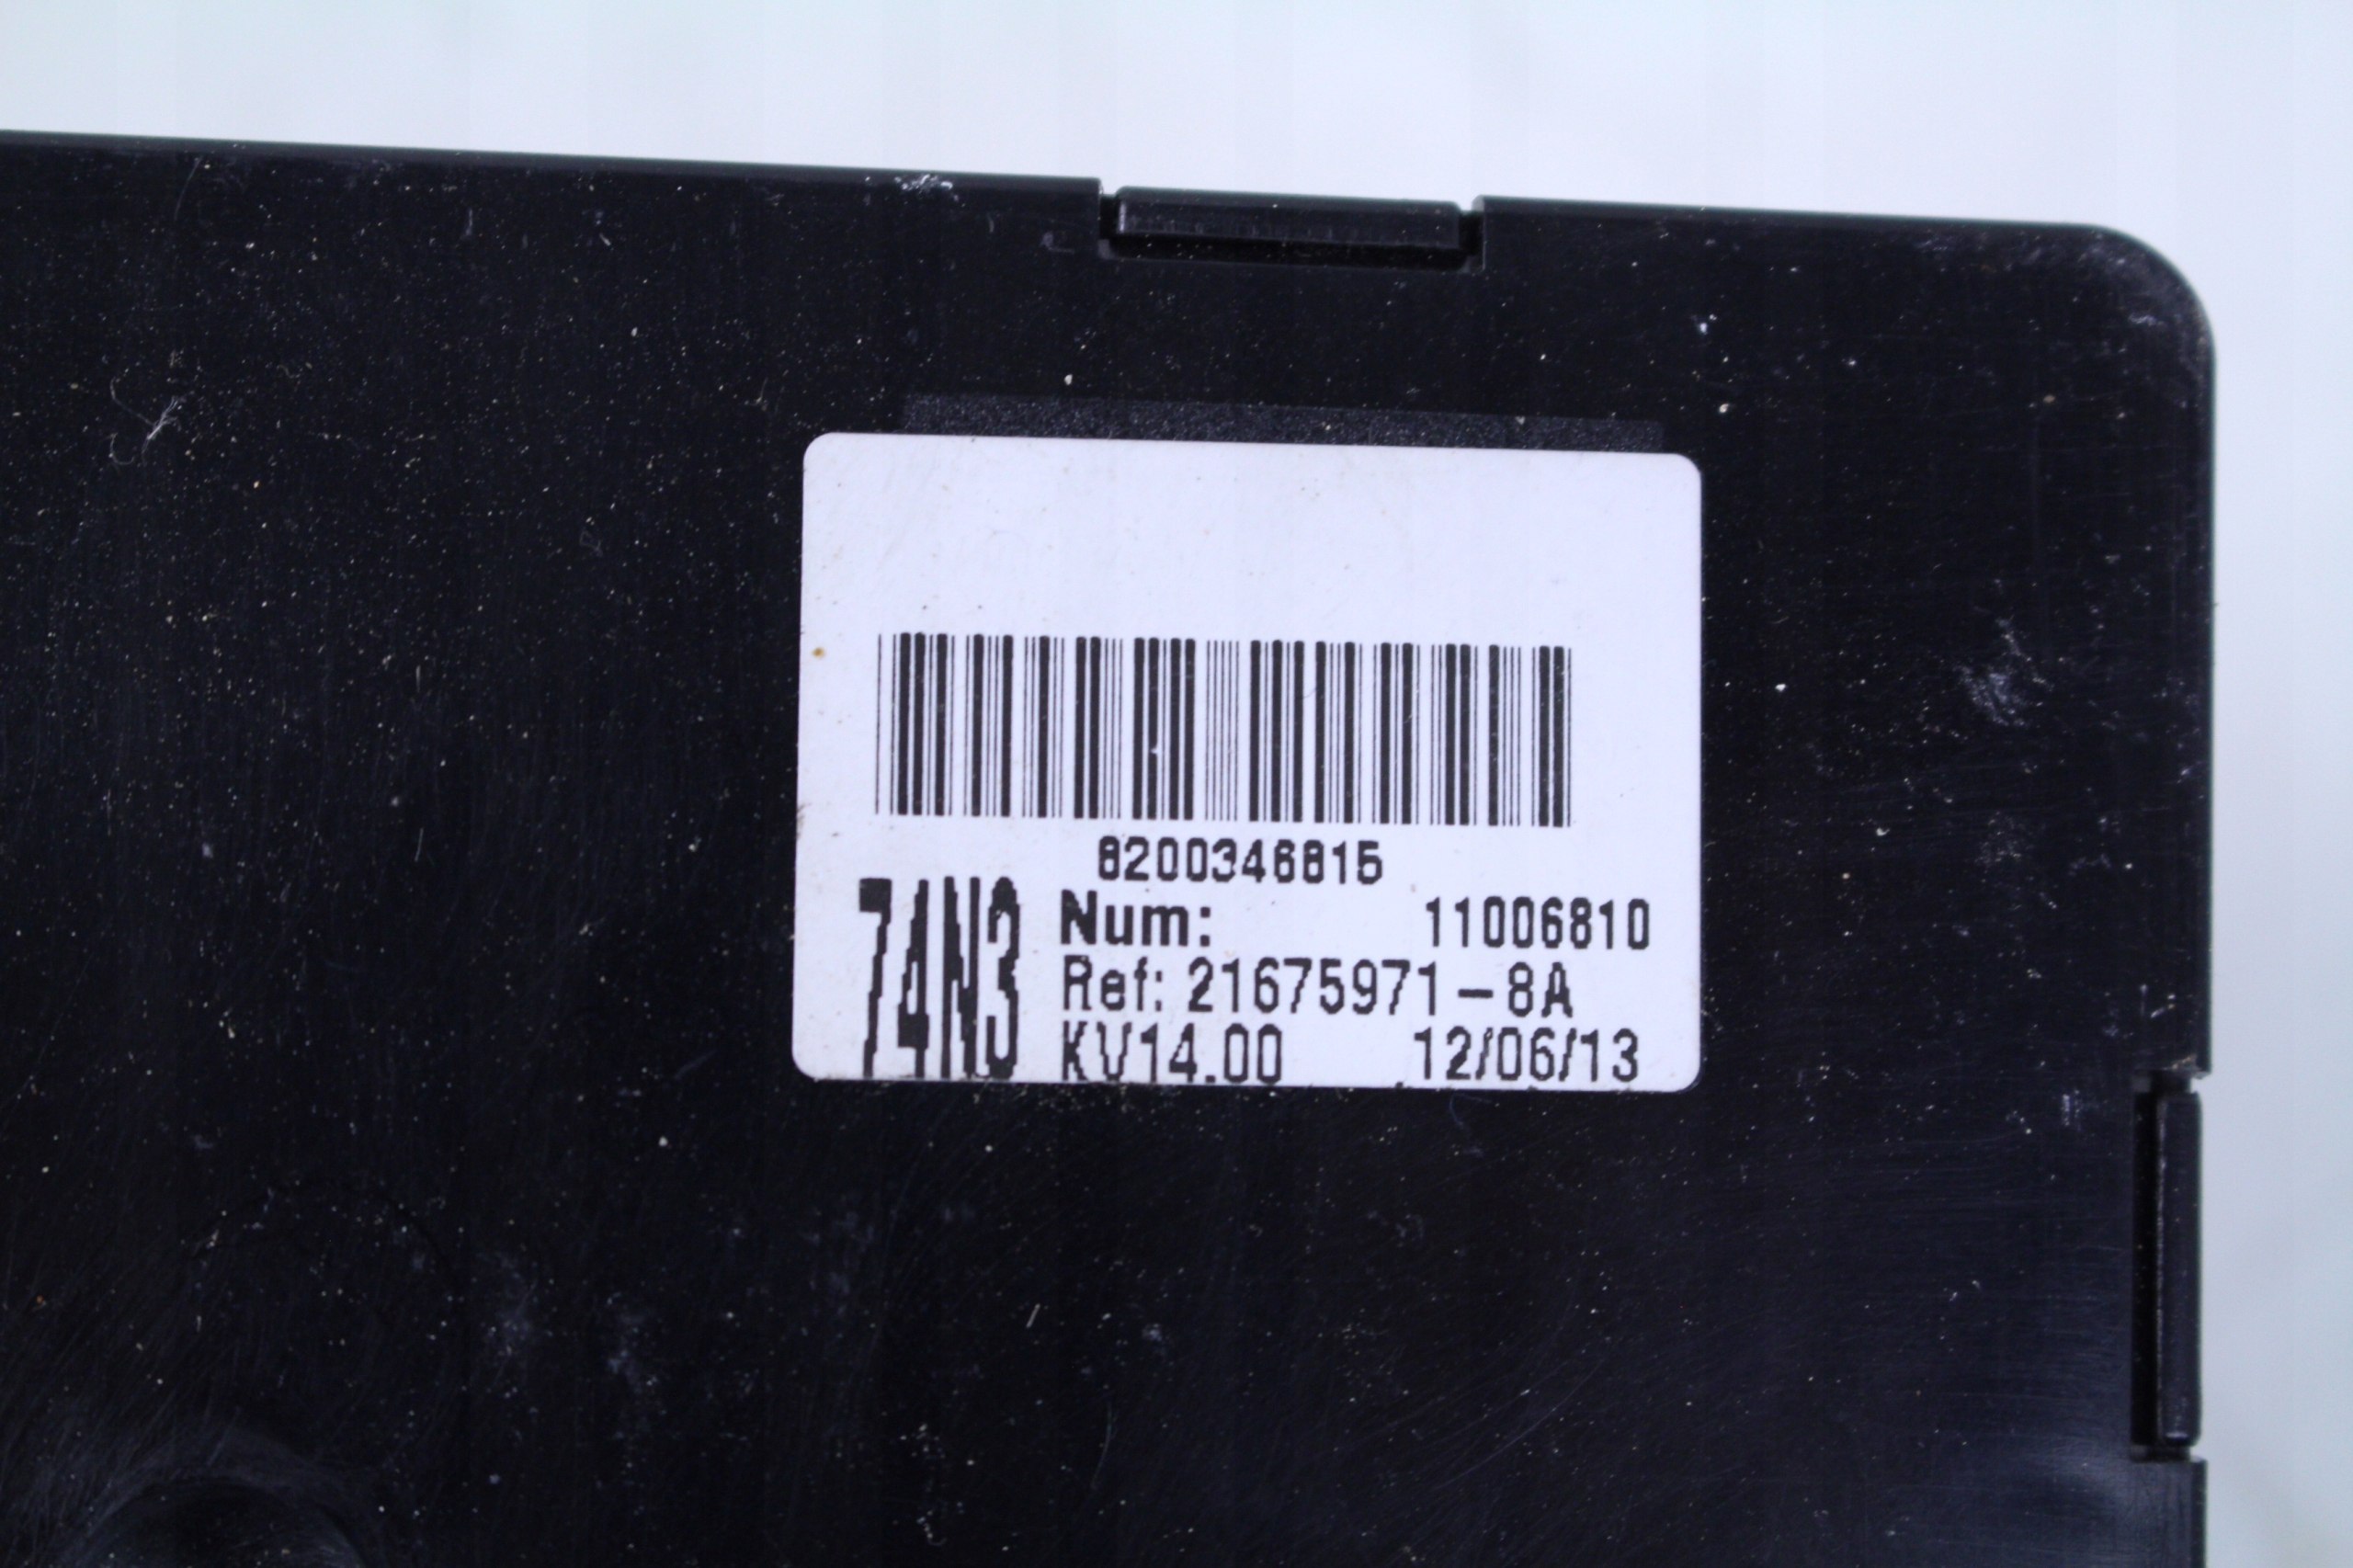 8200346815
74N3
Num: 11006810
Ref: 21675971-8A
KV14.00 12/06/13